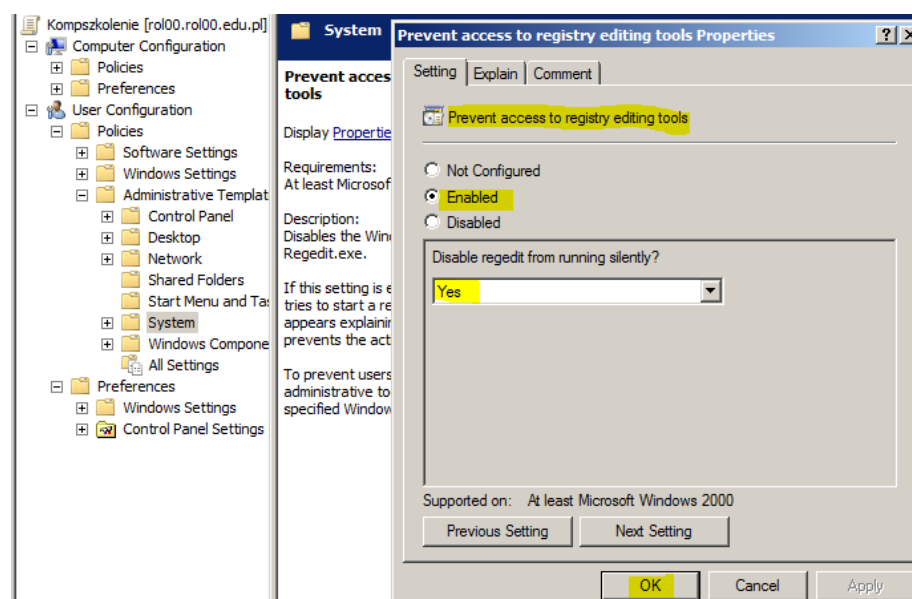 Kompszkolenie [rol00.rol00.edu.pl]
Computer Configuration
Policies
Preferences
User Configuration
Policies
Software Settings
Windows Settings
Administrative Templat
Control Panel
Desktop
Network
Shared Folders
Start Menu and Ta
System
Windows Compone
All Settings
Preferences
Windows Settings
Control Panel Settings
System
Prevent acces
tools
Display Propertie
Requirements:
At least Microsof
Description:
Disables the Win
Regedit.exe.
If this setting is e
tries to start a re
appears explainin
prevents the act
To prevent users
administrative to
specified Window
Prevent access to registry editing tools Properties
Setting Explain Comment
Prevent access to registry editing tools
Not Configured
Enabled
Disabled
Disable regedit from running silently?
Yes
Supported on: At least Microsoft Windows 2000
Previous Setting Next Setting
OK Cancel Apply